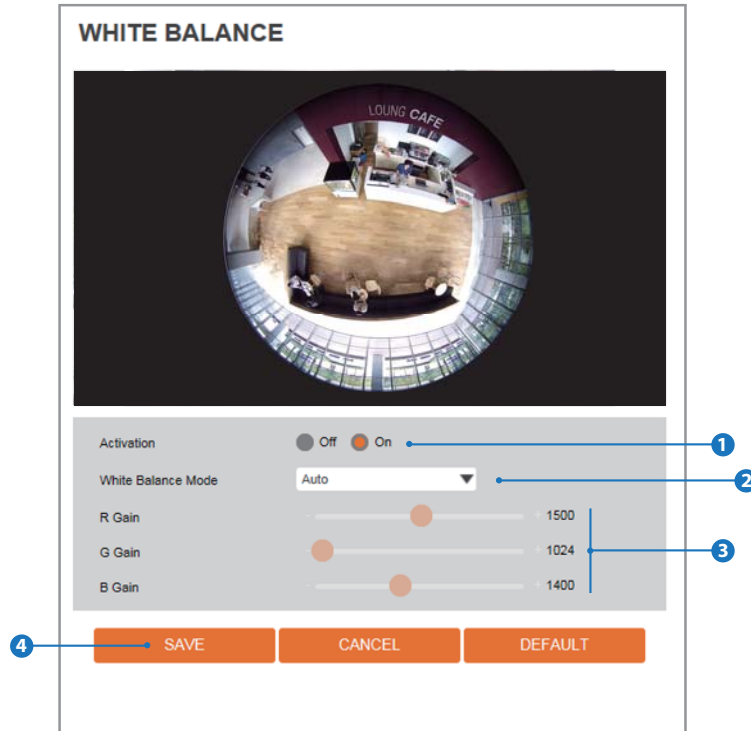 WHITE BALANCE
LOUNG CAFE
Activation Off On 1
White Balance Mode Auto 2
R Gain - + 1500
G Gain - + 1024 3
B Gain - + 1400
4 SAVE CANCEL DEFAULT